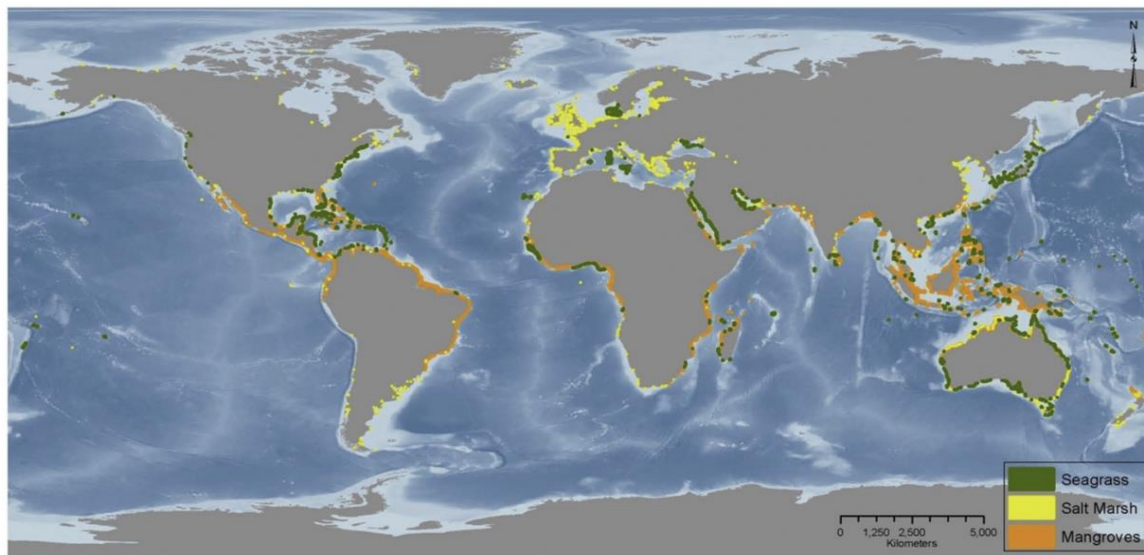 N
Seagrass
Salt Marsh
Mangroves
0 1,250 2,500 5,000
Kilometers